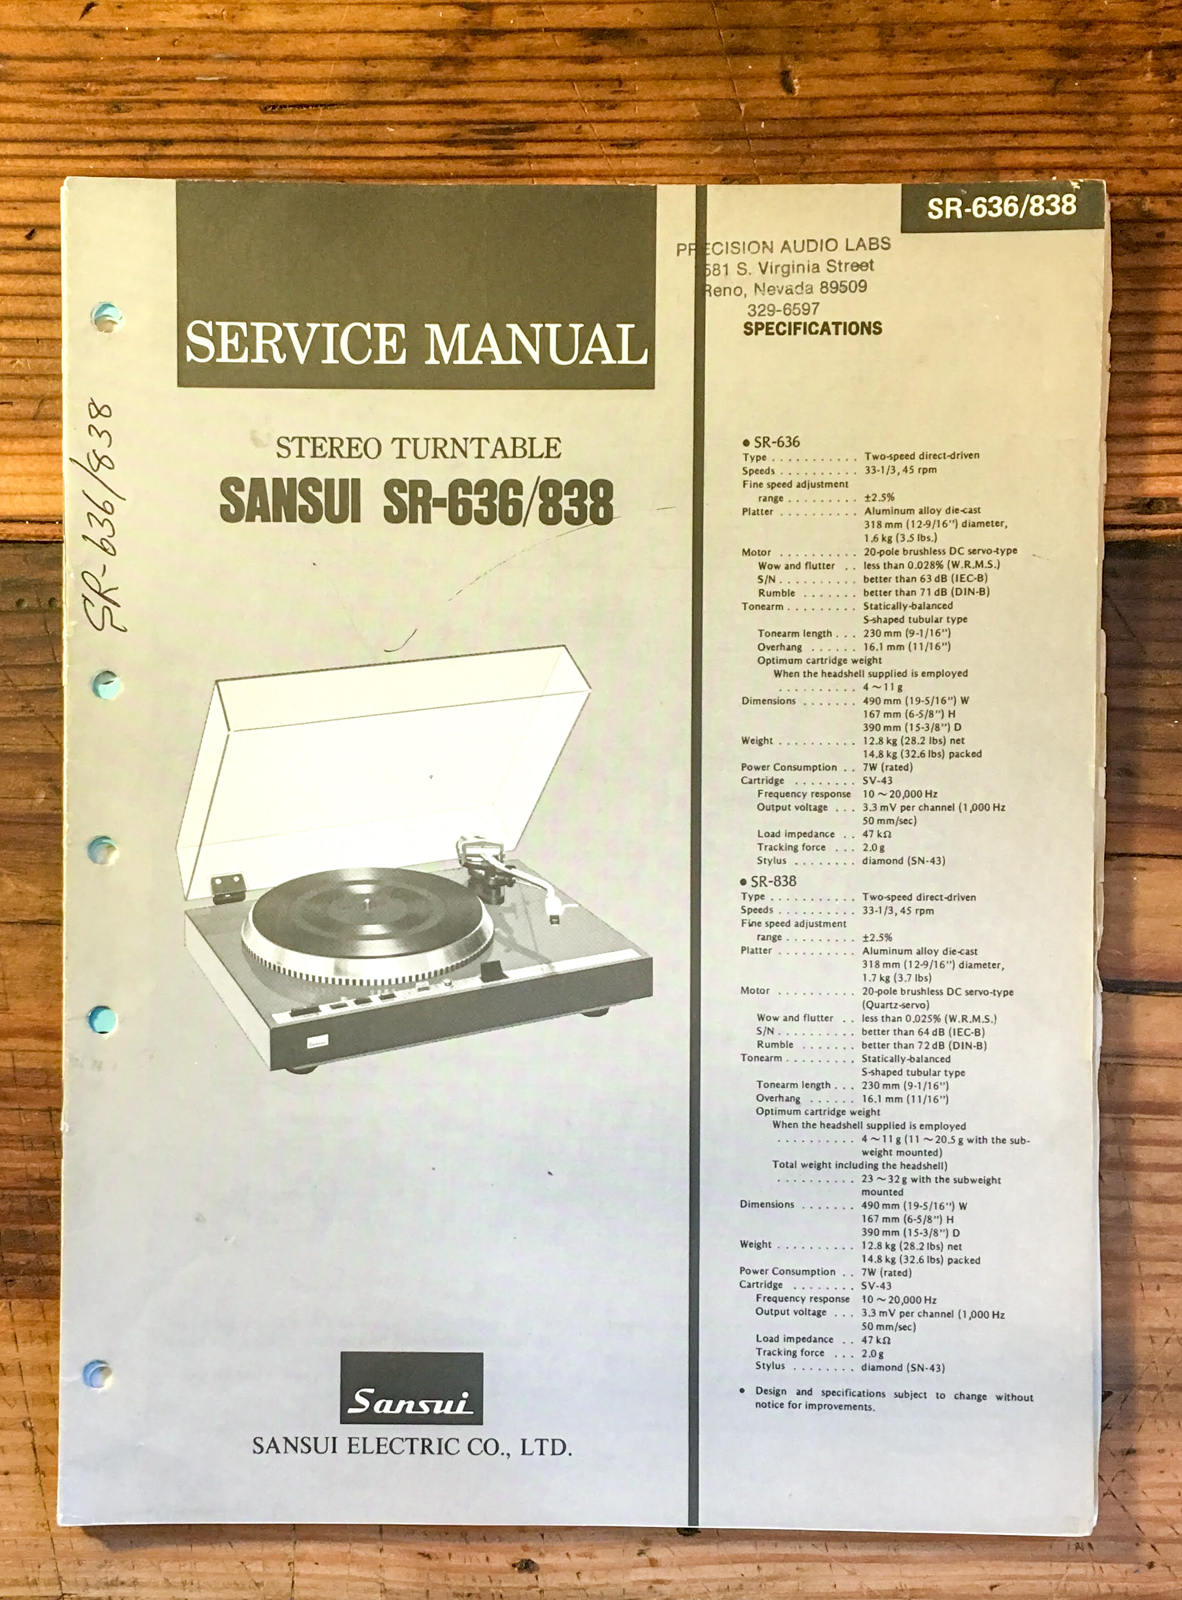 SR-636/838
SERVICE MANUAL
STEREO TURNTABLE
SANSUI SR-636/838
SR-636/838
Sansui
Sansui
SANSUI ELECTRIC CO., LTD.
PRECISION AUDIO LABS
581 S. Virginia Street
Reno, Nevada 89509
329-6597
SPECIFICATIONS
● SR-636
Type . . . . . . . . . . . Two-speed direct-driven
Speeds . . . . . . . . . . 33-1/3, 45 rpm
Fine speed adjustment
range . . . . . . . . . ±2.5%
Platter . . . . . . . . . . Aluminum alloy die-cast
318 mm (12-9/16") diameter,
1.6 kg (3.5 lbs.)
Motor . . . . . . . . . . 20-pole brushless DC servo-type
Wow and flutter . . less than 0.028% (W.R.M.S.)
S/N . . . . . . . . . . better than 63 dB (IEC-B)
Rumble . . . . . . . better than 71 dB (DIN-B)
Tonearm . . . . . . . . . Statically-balanced
S-shaped tubular type
Tonearm length . . . 230 mm (9-1/16")
Overhang . . . . . . 16.1 mm (11/16")
Optimum cartridge weight
When the headshell supplied is employed
. . . . . . . . . . 4 ~ 11 g
Dimensions . . . . . . . 490 mm (19-5/16") W
167 mm (6-5/8") H
390 mm (15-3/8") D
Weight . . . . . . . . . . 12.8 kg (28.2 lbs) net
14.8 kg (32.6 lbs) packed
Power Consumption . . 7W (rated)
Cartridge . . . . . . . . SV-43
Frequency response 10 ~ 20,000 Hz
Output voltage . . . 3.3 mV per channel (1,000 Hz
50 mm/sec)
Load impedance . . 47 kΩ
Tracking force . . . 2.0 g
Stylus . . . . . . . . diamond (SN-43)
● SR-838
Type . . . . . . . . . . . Two-speed direct-driven
Speeds . . . . . . . . . . 33-1/3, 45 rpm
Fine speed adjustment
range . . . . . . . . . ±2.5%
Platter . . . . . . . . . . Aluminum alloy die-cast
318 mm (12-9/16") diameter,
1.7 kg (3.7 lbs)
Motor . . . . . . . . . . 20-pole brushless DC servo-type
(Quartz-servo)
Wow and flutter . . less than 0.025% (W.R.M.S.)
S/N . . . . . . . . . . better than 64 dB (IEC-B)
Rumble . . . . . . . better than 72 dB (DIN-B)
Tonearm . . . . . . . . . Statically-balanced
S-shaped tubular type
Tonearm length . . . 230 mm (9-1/16")
Overhang . . . . . . 16.1 mm (11/16")
Optimum cartridge weight
When the headshell supplied is employed
. . . . . . . . . . 4 ~ 11 g (11 ~ 20.5 g with the sub-
weight mounted)
Total weight including the headshell)
. . . . . . . . . . 23 ~ 32 g with the subweight
mounted
Dimensions . . . . . . . 490 mm (19-5/16") W
167 mm (6-5/8") H
390 mm (15-3/8") D
Weight . . . . . . . . . . 12.8 kg (28.2 lbs) net
14.8 kg (32.6 lbs) packed
Power Consumption . . 7W (rated)
Cartridge . . . . . . . . SV-43
Frequency response 10 ~ 20,000 Hz
Output voltage . . . 3.3 mV per channel (1,000 Hz
50 mm/sec)
Load impedance . . 47 kΩ
Tracking force . . . 2.0 g
Stylus . . . . . . . . diamond (SN-43)
● Design and specifications subject to change without
notice for improvements.